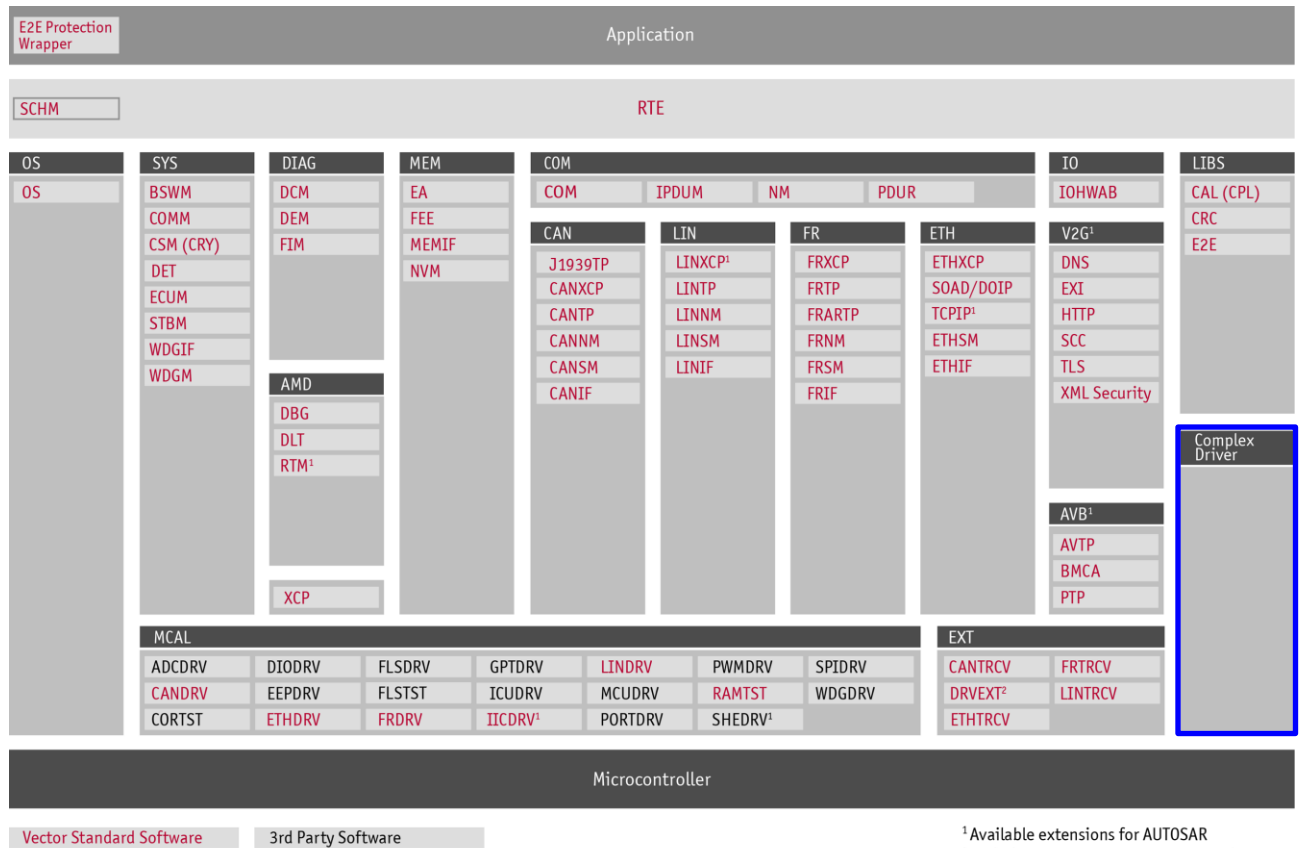 E2E Protection
Wrapper
Application
SCHM
RTE
OS
OS
SYS
BSWM
COMM
CSM (CRY)
DET
ECUM
STBM
WDGIF
WDGM
DIAG
DCM
DEM
FIM
AMD
DBG
DLT
RTM¹
XCP
MEM
EA
FEE
MEMIF
NVM
COM
COM IPDUM NM PDUR
CAN
J1939TP
CANXCP
CANTP
CANNM
CANSM
CANIF
LIN
LINXCP¹
LINTP
LINNM
LINSM
LINIF
FR
FRXCP
FRTP
FRARTP
FRNM
FRSM
FRIF
ETH
ETHXCP
SOAD/DOIP
TCPIP¹
ETHSM
ETHIF
IO
IOHWAB
V2G¹
DNS
EXI
HTTP
SCC
TLS
XML Security
AVB¹
AVTP
BMCA
PTP
LIBS
CAL (CPL)
CRC
E2E
Complex
Driver
MCAL
ADCDRV DIODRV FLSDRV GPTDRV LINDRV PWMDRV SPIDRV
CANDRV EEPDRV FLSTST ICUDRV MCUDRV RAMTST WDGDRV
CORTST ETHDRV FRDRV IICDRV¹ PORTDRV SHEDRV¹
EXT
CANTRCV FRTRCV
DRVEXT² LINTRCV
ETHTRCV
Microcontroller
Vector Standard Software 3rd Party Software
¹ Available extensions for AUTOSAR